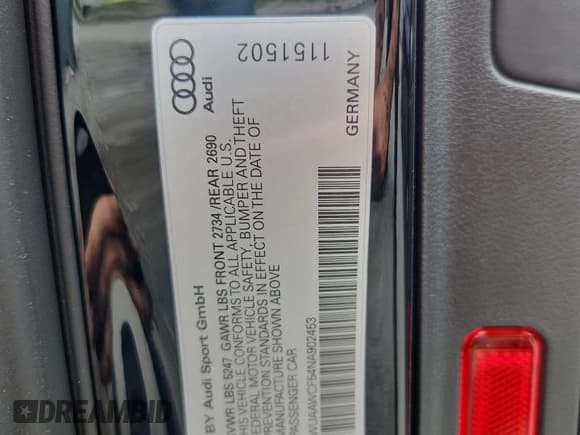 BY Audi Sport GmbH
GVWR LBS 5247 GAWR LBS FRONT 2734 /REAR 2690
THIS VEHICLE CONFORMS TO ALL APPLICABLE U.S.
FEDERAL MOTOR VEHICLE SAFETY, BUMPER AND THEFT
PREVENTION STANDARDS IN EFFECT ON THE DATE OF
MANUFACTURE SHOWN ABOVE
PASSENGER CAR
WUAAWCF54NA902453
Audi
1151502
GERMANY
DREAMBID